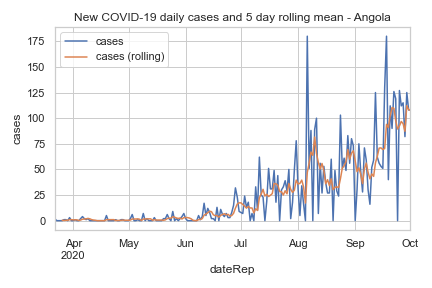 New COVID-19 daily cases and 5 day rolling mean - Angola
cases
cases (rolling)
175
150
125
100
75
50
25
0
cases
Apr
2020
May
Jun
Jul
Aug
Sep
Oct
dateRep